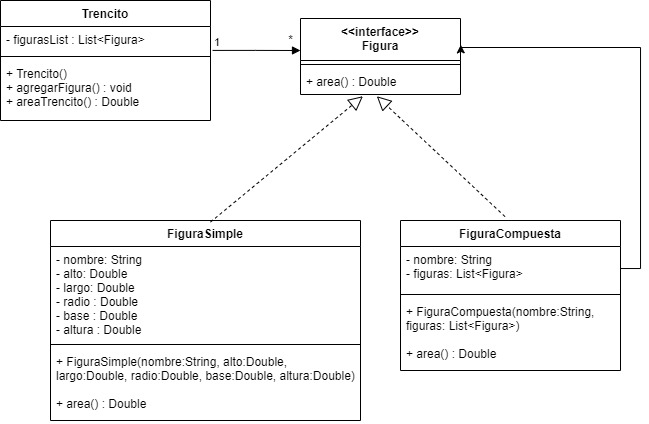 Trencito
- figurasList : List<Figura>
+ Trencito()
+ agregarFigura() : void
+ areaTrencito() : Double
1
*
<<interface>>
Figura
+ area() : Double
FiguraSimple
- nombre: String
- alto: Double
- largo: Double
- radio : Double
- base : Double
- altura : Double
+ FiguraSimple(nombre:String, alto:Double,
largo:Double, radio:Double, base:Double, altura:Double)
+ area() : Double
FiguraCompuesta
- nombre: String
- figuras: List<Figura>
+ FiguraCompuesta(nombre:String,
figuras: List<Figura>)
+ area() : Double